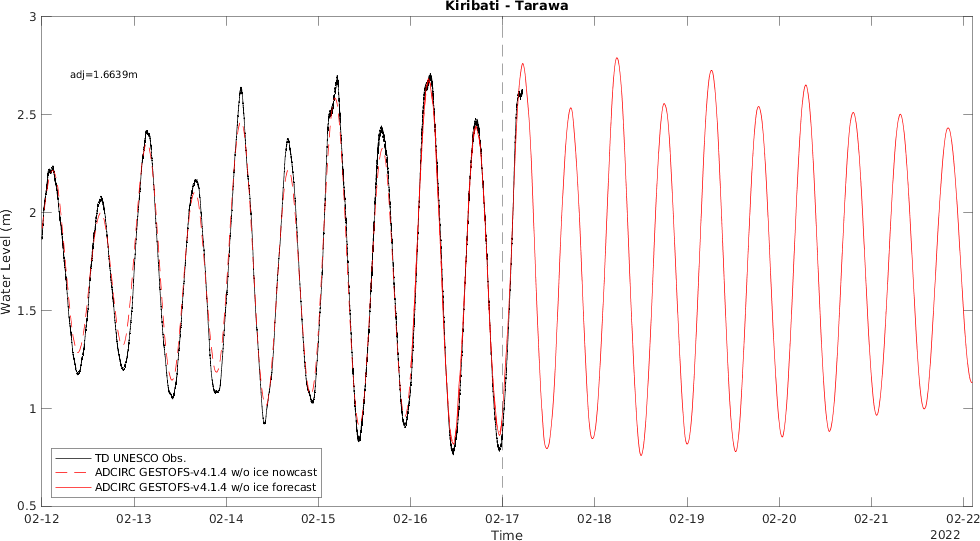 Kiribati - Tarawa
3
adj=1.6639m
2.5
2
Water Level (m)
1.5
1
TD UNESCO Obs.
ADCIRC GESTOFS-v4.1.4 w/o ice nowcast
ADCIRC GESTOFS-v4.1.4 w/o ice forecast
0.5
02-12 02-13 02-14 02-15 02-16 02-17 02-18 02-19 02-20 02-21 02-22
Time
2022